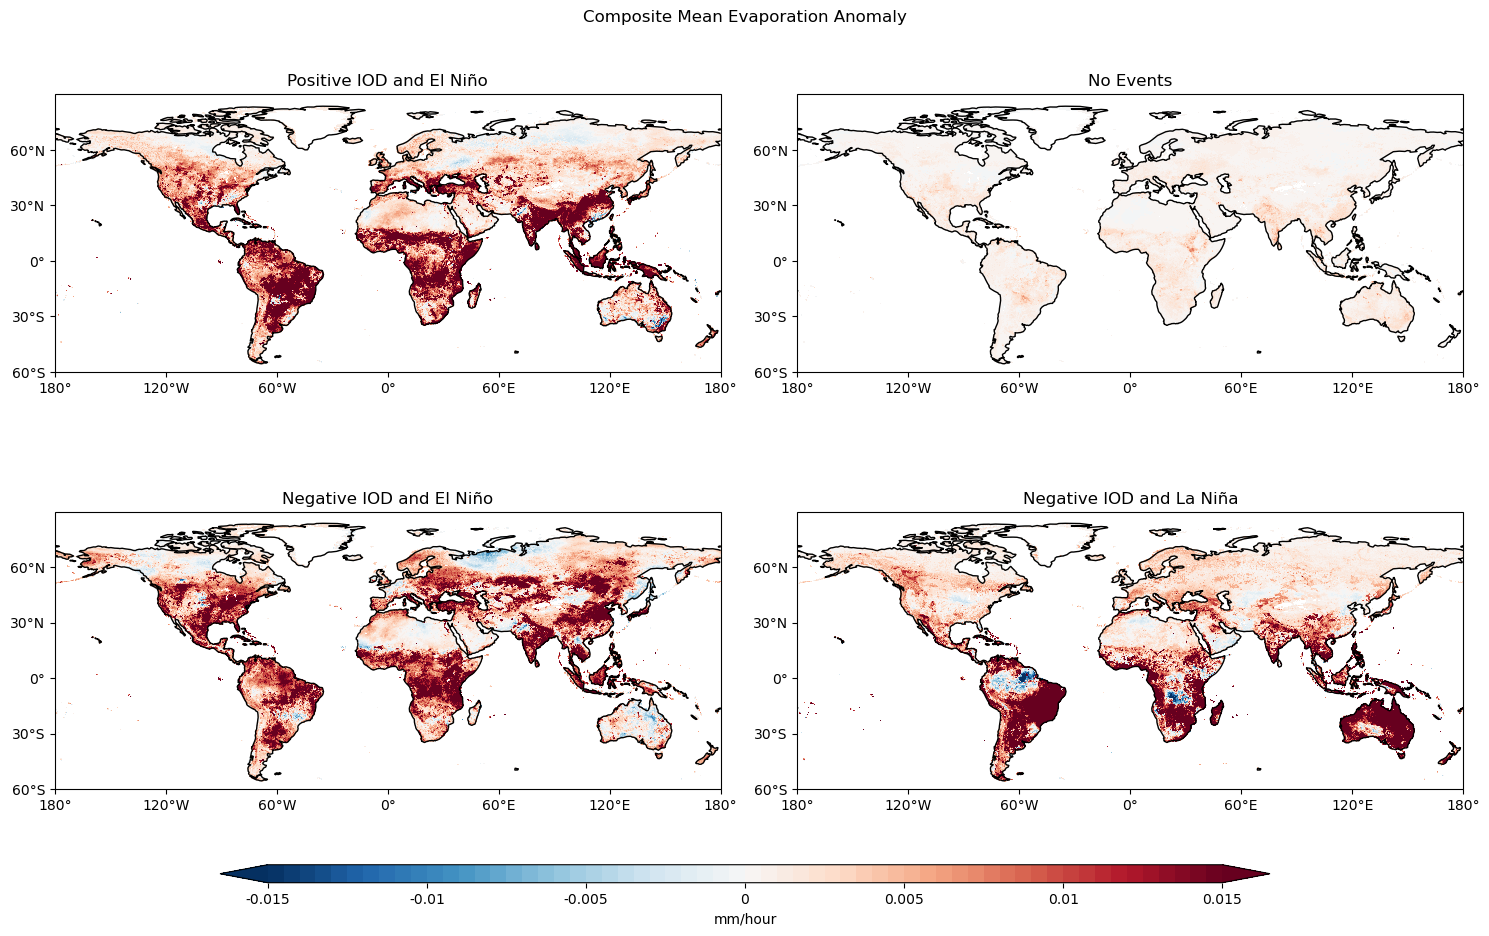 Composite Mean Evaporation Anomaly
Positive IOD and El Niño
No Events
60°N
30°N
0°
30°S
60°S
180°
120°W
60°W
0°
60°E
120°E
180°
60°N
30°N
0°
30°S
60°S
180°
120°W
60°W
0°
60°E
120°E
180°
Negative IOD and El Niño
Negative IOD and La Niña
60°N
30°N
0°
30°S
60°S
180°
120°W
60°W
0°
60°E
120°E
180°
60°N
30°N
0°
30°S
60°S
180°
120°W
60°W
0°
60°E
120°E
180°
-0.015
-0.01
-0.005
0
0.005
0.01
0.015
mm/hour